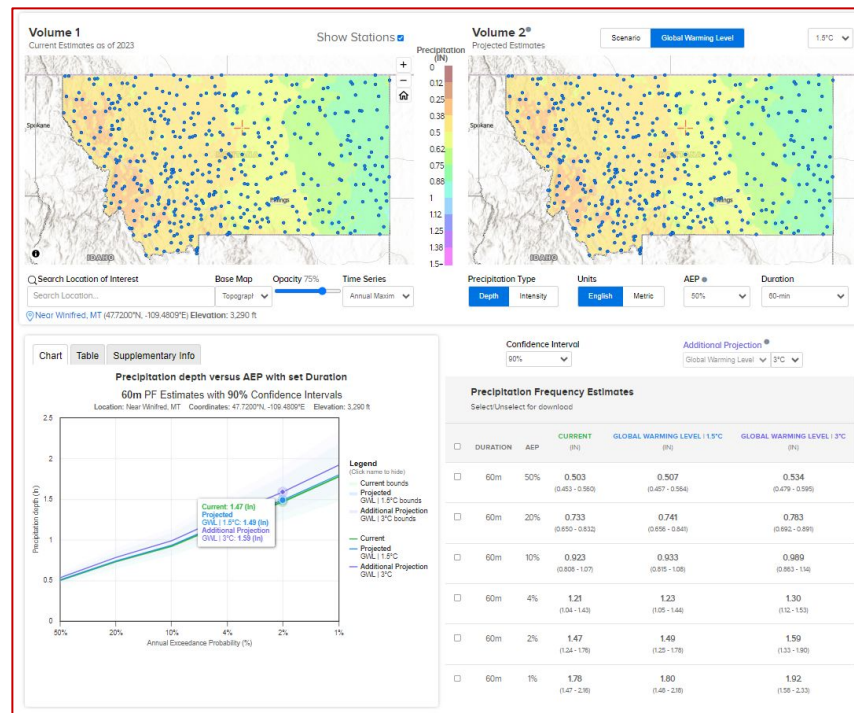 Volume 1
Current Estimates as of 2023
Show Stations
Precipitation
(IN)
0
0.12
0.25
0.38
0.5
0.62
0.75
0.88
1
1.12
1.25
1.38
1.5+
Spokane
Billings
IDAHO
Volume 2
Projected Estimates
Scenario
Global Warming Level
1.5°C
Spokane
Billings
IDAHO
Search Location of Interest
Base Map
Opacity 75%
Time Series
Search Location...
Topograpl
Annual Maxim
Near Winifred, MT (47.7200°N, -109.4809°E) Elevation: 3,290 ft
Precipitation Type
Units
AEP
Duration
Depth
Intensity
English
Metric
50%
60-min
Chart
Table
Supplementary Info
Precipitation depth versus AEP with set Duration
60m PF Estimates with 90% Confidence Intervals
Location: Near Winifred, MT Coordinates: 47.7200°N, -109.4809°E Elevation: 3,290 ft
Precipitation depth (in)
2.5
2
1.5
1
0.5
0
50%
20%
10%
4%
2%
1%
Annual Exceedance Probability (%)
Current: 1.47 (in)
Projected
GWL | 1.5°C: 1.49 (in)
Additional Projection
GWL | 3°C: 1.59 (in)
Legend
(Click name to hide)
Current bounds
Projected
GWL | 1.5°C bounds
Additional Projection
GWL | 3°C bounds
Current
Projected
GWL | 1.5°C
Additional Projection
GWL | 3°C
Confidence Interval
90%
Additional Projection
Global Warming Level
3°C
Precipitation Frequency Estimates
Select/Unselect for download
DURATION AEP CURRENT (IN) GLOBAL WARMING LEVEL | 1.5°C (IN) GLOBAL WARMING LEVEL | 3°C (IN)
60m 50% 0.503 0.507 0.534
(0.453 - 0.560) (0.457 - 0.564) (0.479 - 0.595)
60m 20% 0.733 0.741 0.783
(0.650 - 0.832) (0.656 - 0.841) (0.692 - 0.891)
60m 10% 0.923 0.933 0.989
(0.808 - 1.07) (0.815 - 1.08) (0.863 - 1.14)
60m 4% 1.21 1.23 1.30
(1.04 - 1.43) (1.05 - 1.44) (1.12 - 1.53)
60m 2% 1.47 1.49 1.59
(1.24 - 1.76) (1.25 - 1.78) (1.33 - 1.90)
60m 1% 1.78 1.80 1.92
(1.47 - 2.16) (1.48 - 2.18) (1.58 - 2.33)